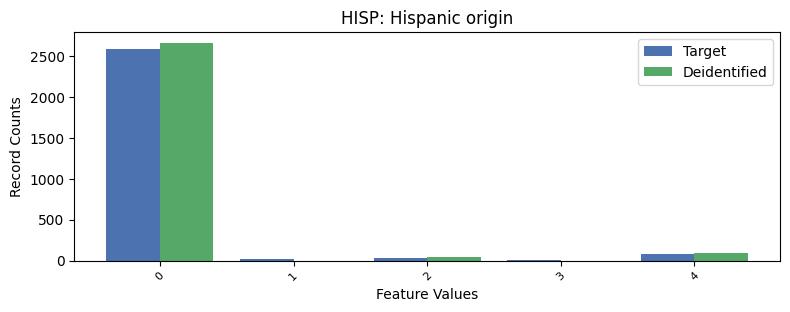 HISP: Hispanic origin
Target
Deidentified
Record Counts
2500
2000
1500
1000
500
0
0
1
2
3
4
Feature Values